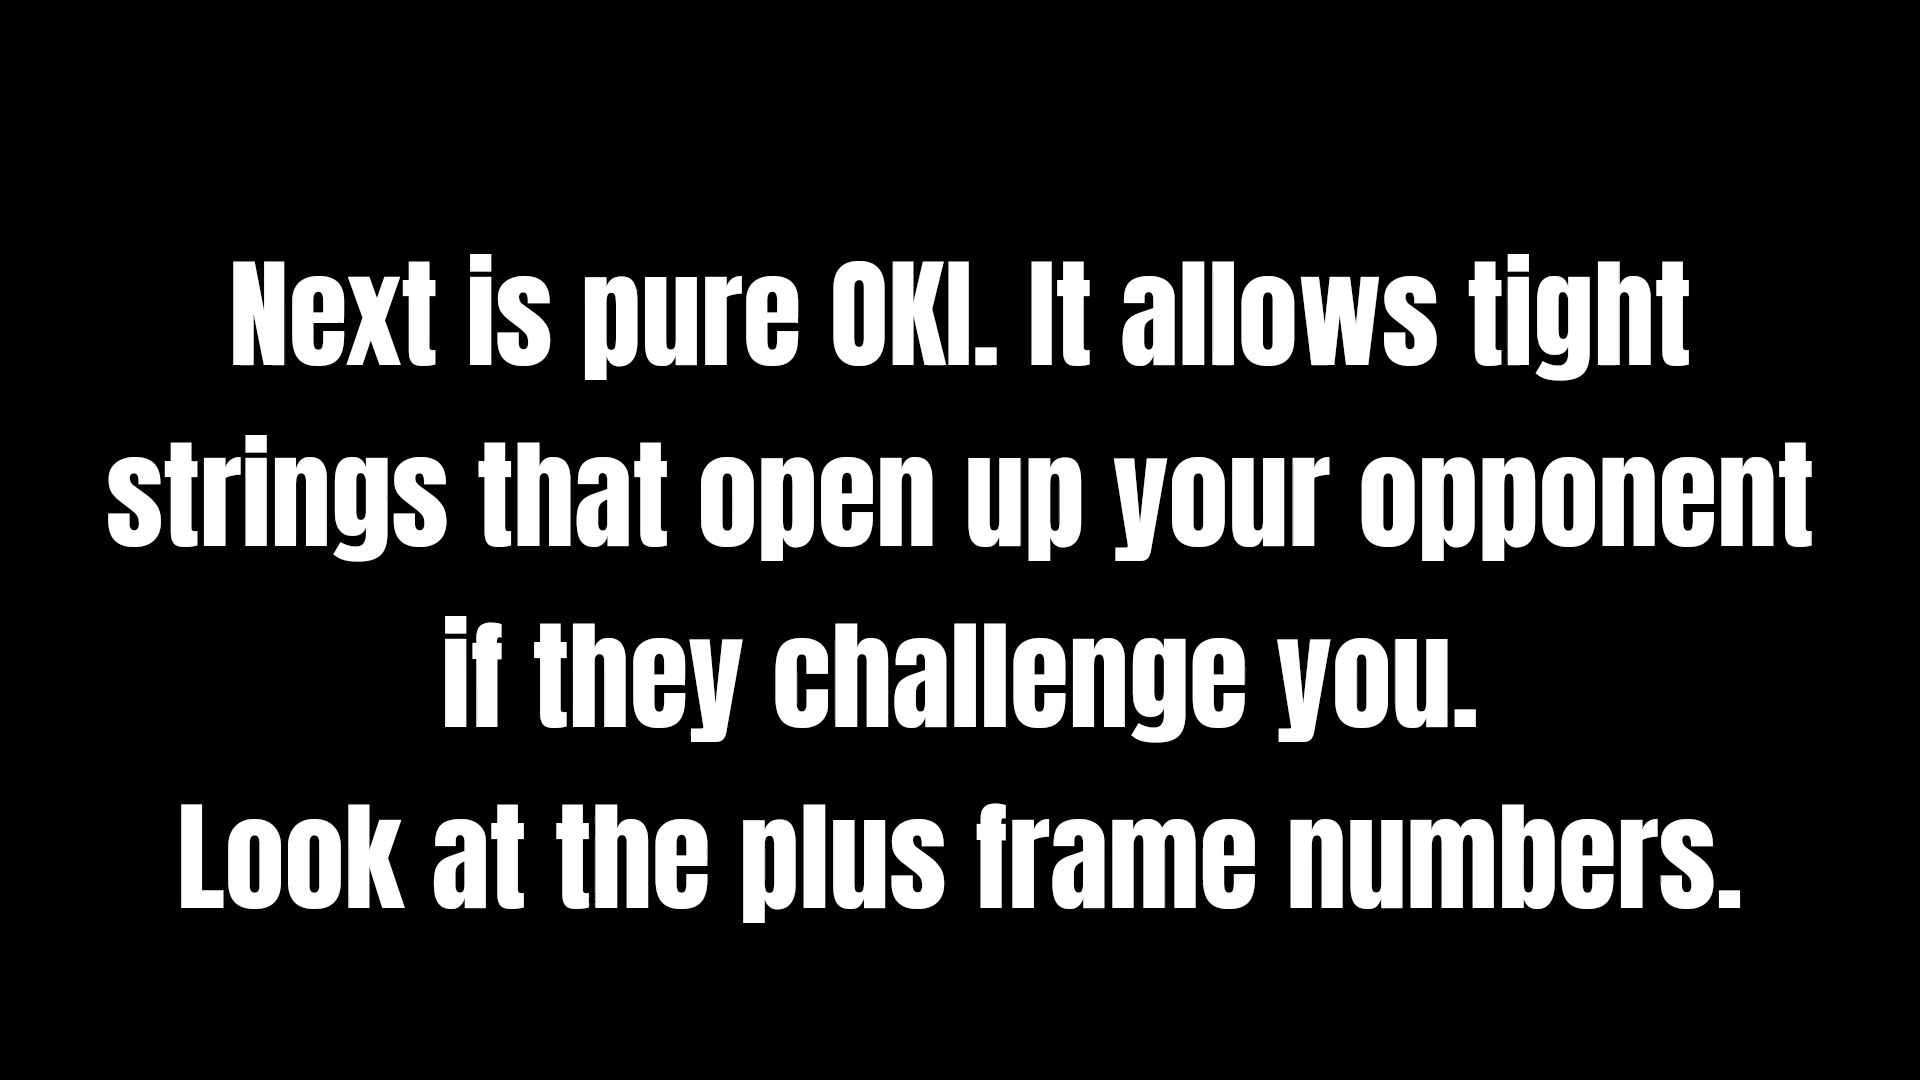 Next is pure OKI. It allows tight
strings that open up your opponent
if they challenge you.
Look at the plus frame numbers.